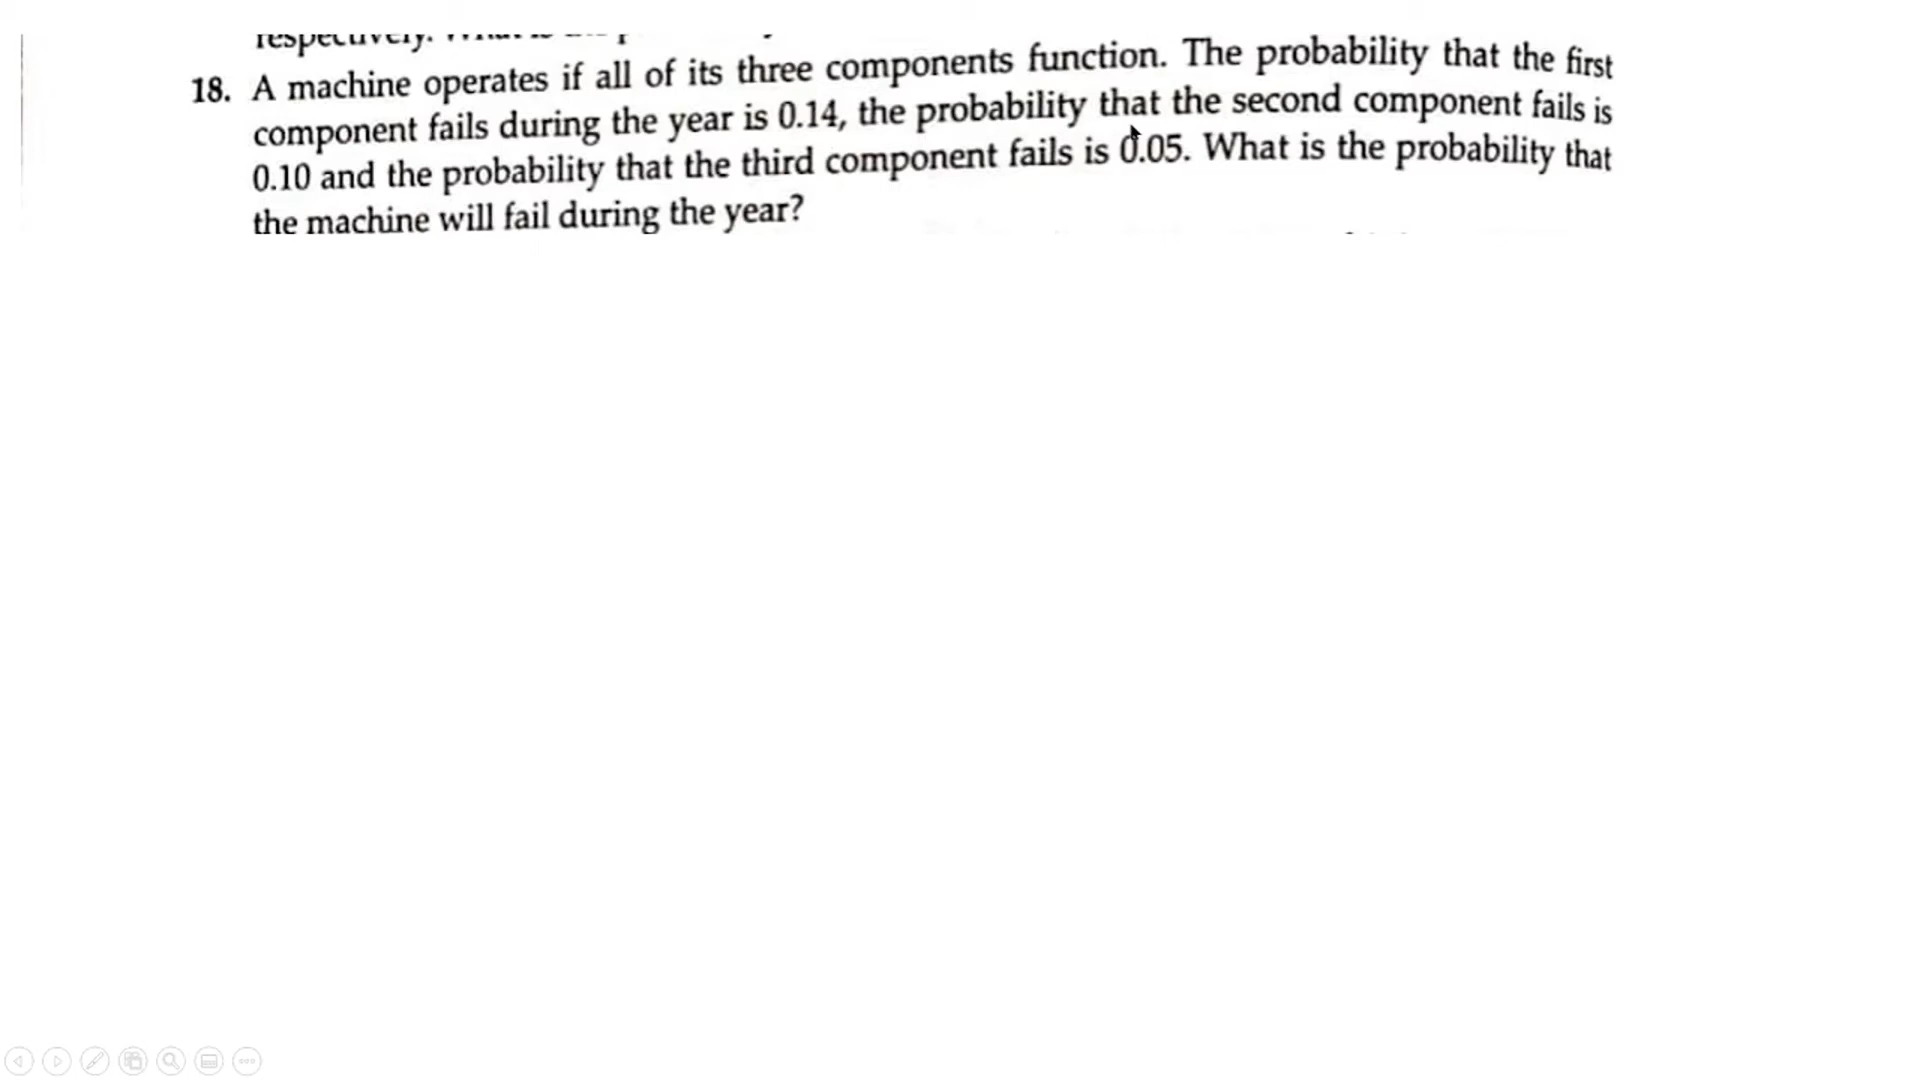 respectively.
18. A machine operates if all of its three components function. The probability that the first
component fails during the year is 0.14, the probability that the second component fails is
0.10 and the probability that the third component fails is 0.05. What is the probability that
the machine will fail during the year?